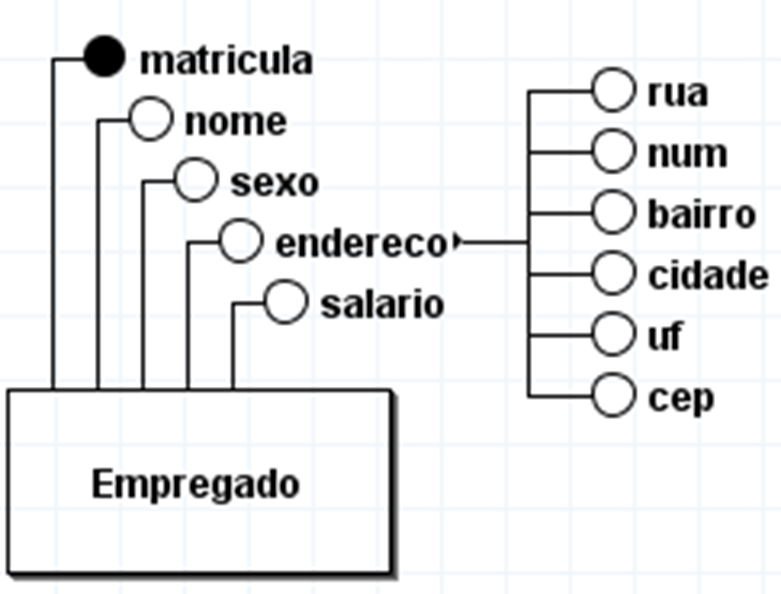 matricula
nome
sexo
endereco
salario
rua
num
bairro
cidade
uf
cep
Empregado